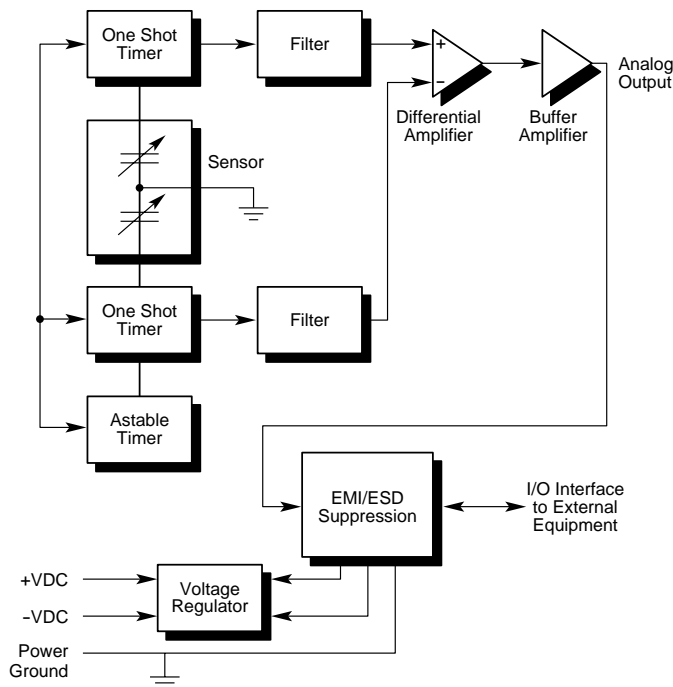 One Shot
Timer
Filter
+
−
Differential
Amplifier
Buffer
Amplifier
Analog
Output
Sensor
One Shot
Timer
Filter
Astable
Timer
EMI/ESD
Suppression
I/O Interface
to External
Equipment
+VDC
−VDC
Voltage
Regulator
Power
Ground